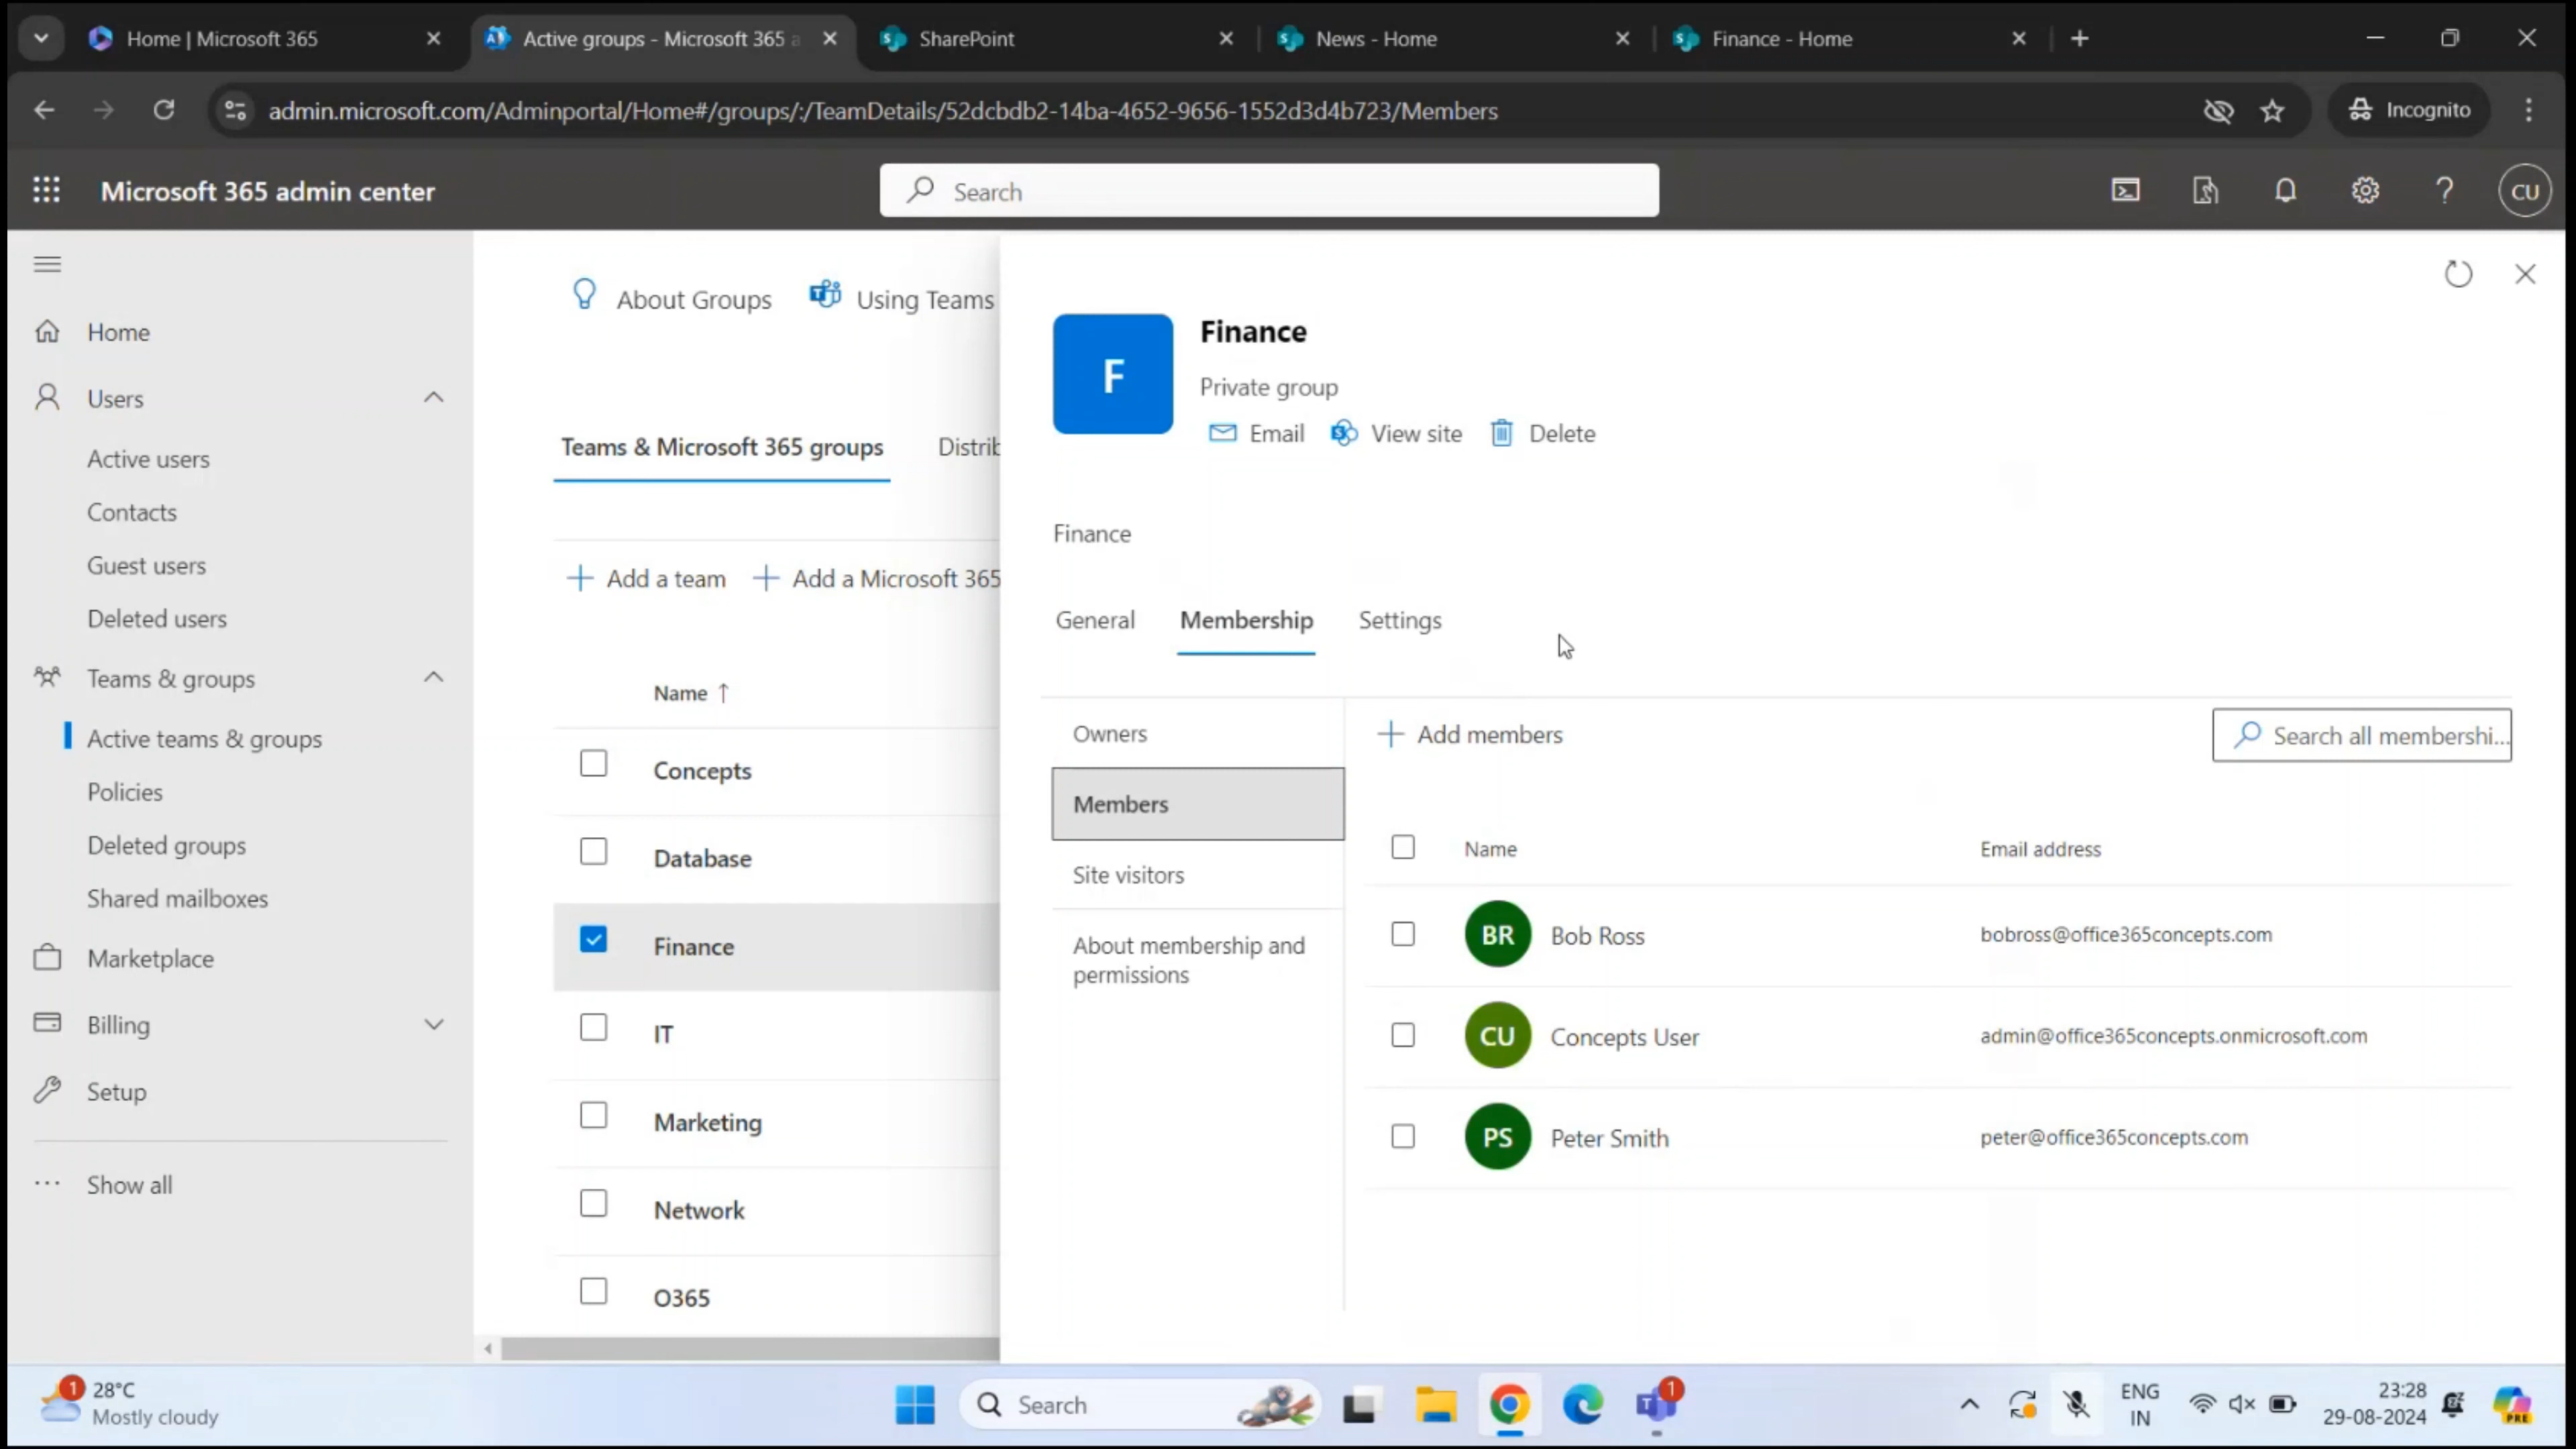 Home | Microsoft 365
Active groups - Microsoft 365 a
SharePoint
News - Home
Finance - Home
admin.microsoft.com/Adminportal/Home#/groups/:/TeamDetails/52dcbdb2-14ba-4652-9656-1552d3d4b723/Members
Incognito
Microsoft 365 admin center
Search
CU
Home
Users
Active users
Contacts
Guest users
Deleted users
Teams & groups
Active teams & groups
Policies
Deleted groups
Shared mailboxes
Marketplace
Billing
Setup
Show all
About Groups
Using Teams
Teams & Microsoft 365 groups
Distrib
Add a team
Add a Microsoft 365
Name ↑
Concepts
Database
Finance
IT
Marketing
Network
O365
F
Finance
Private group
Email
View site
Delete
Finance
General
Membership
Settings
Owners
Members
Site visitors
About membership and
permissions
Add members
Search all membershi...
Name
Email address
BR
Bob Ross
bobross@office365concepts.com
CU
Concepts User
admin@office365concepts.onmicrosoft.com
PS
Peter Smith
peter@office365concepts.com
1
28°C
Mostly cloudy
Search
1
ENG
IN
23:28
29-08-2024
PRE